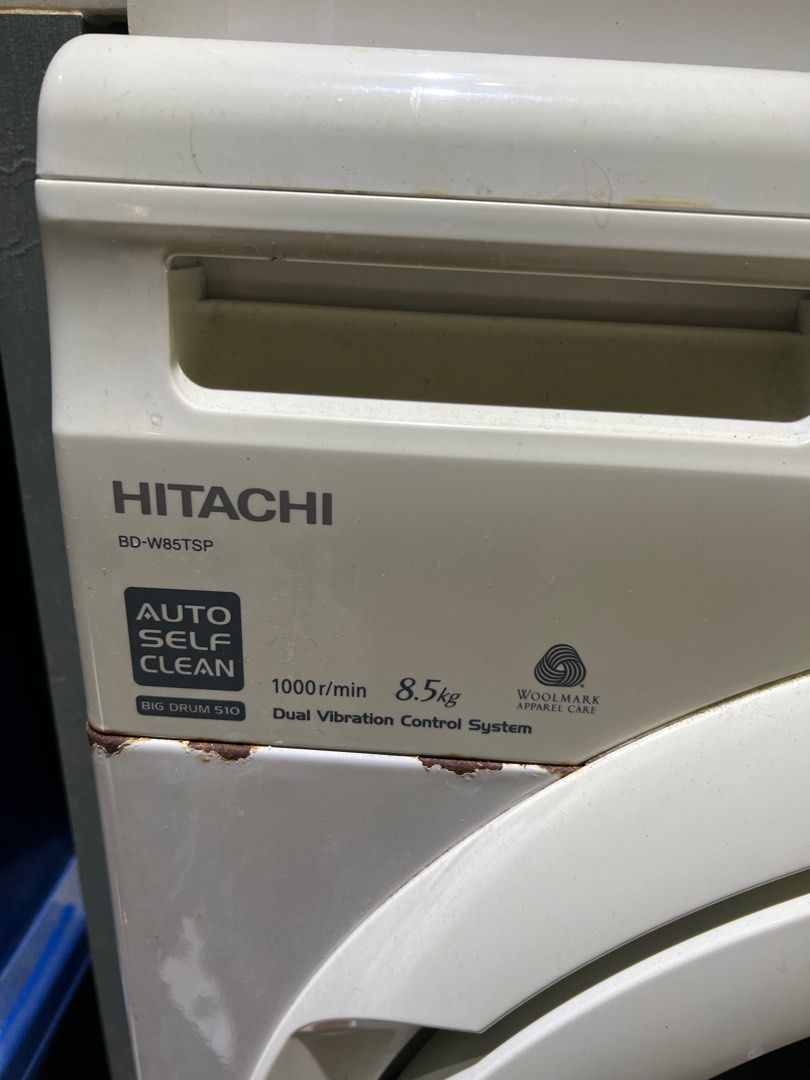 HITACHI
BD-W85TSP
AUTO
SELF
CLEAN
BIG DRUM 510
1000r/min 8.5kg
Dual Vibration Control System
WOOLMARK
APPAREL CARE